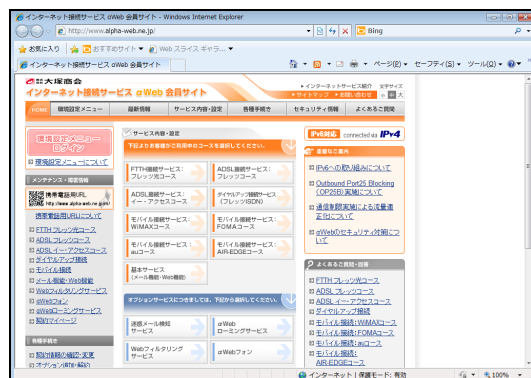 インターネット接続サービス αWeb 会員サイト - Windows Internet Explorer
http://www.alpha-web.ne.jp/
Bing
お気に入り
おすすめサイト
Web スライス ギャラ...
インターネット接続サービス αWeb 会員サイト
ページ(P)
セーフティ(S)
ツール(O)
大塚商会
インターネット接続サービス αWeb 会員サイト
インターネットサービス紹介
文字サイズ
サイトマップ
お問い合わせ
小 中 大
HOME
環境設定メニュー
最新情報
サービス内容・設定
各種手続き
セキュリティ情報
よくあるご質問
環境設定メニュー
ログイン
環境設定メニューについて
メンテナンス・障害情報
携帯電話用URL
http://www.alpha-web.ne.jp/m/
携帯電話用URLについて
FTTH フレッツ光コース
ADSL フレッツコース
ADSL イー・アクセスコース
ダイヤルアップ接続
モバイル接続
メール機能・Web機能
Webフィルタリングサービス
αWebフォン
αWebローミングサービス
契約マイページ
各種手続き
契約情報の確認・変更
オプション追加・解約
サービス内容・設定
下記よりお客様がご利用中のコースを選択してください。
FTTH接続サービス:
フレッツ光コース
ADSL接続サービス:
フレッツコース
ADSL接続サービス:
イー・アクセスコース
ダイヤルアップ接続サービス
(フレッツISDN)
モバイル接続サービス:
WiMAXコース
モバイル接続サービス:
FOMAコース
モバイル接続サービス:
auコース
モバイル接続サービス:
AIR-EDGEコース
基本サービス
(メール機能・Web機能)
オプションサービスにつきましては、下記から選択してください。
迷惑メール検知
サービス
αWeb
ローミングサービス
Webフィルタリング
サービス
αWebフォン
IPv6対応 connected via IPv4
重要なご案内
IPv6への取り組みについて
Outbound Port25 Blocking
(OP25B)実施について
通信制限実施による流量適
正化について
αWebのセキュリティ対策につ
いて
よくあるご質問・回答
FTTH フレッツ光コース
ADSL フレッツコース
ADSL イー・アクセスコース
ダイヤルアップ接続
モバイル接続:WiMAXコース
モバイル接続:FOMAコース
モバイル接続:auコース
モバイル接続:
AIR-EDGEコース
インターネット | 保護モード: 有効
100%